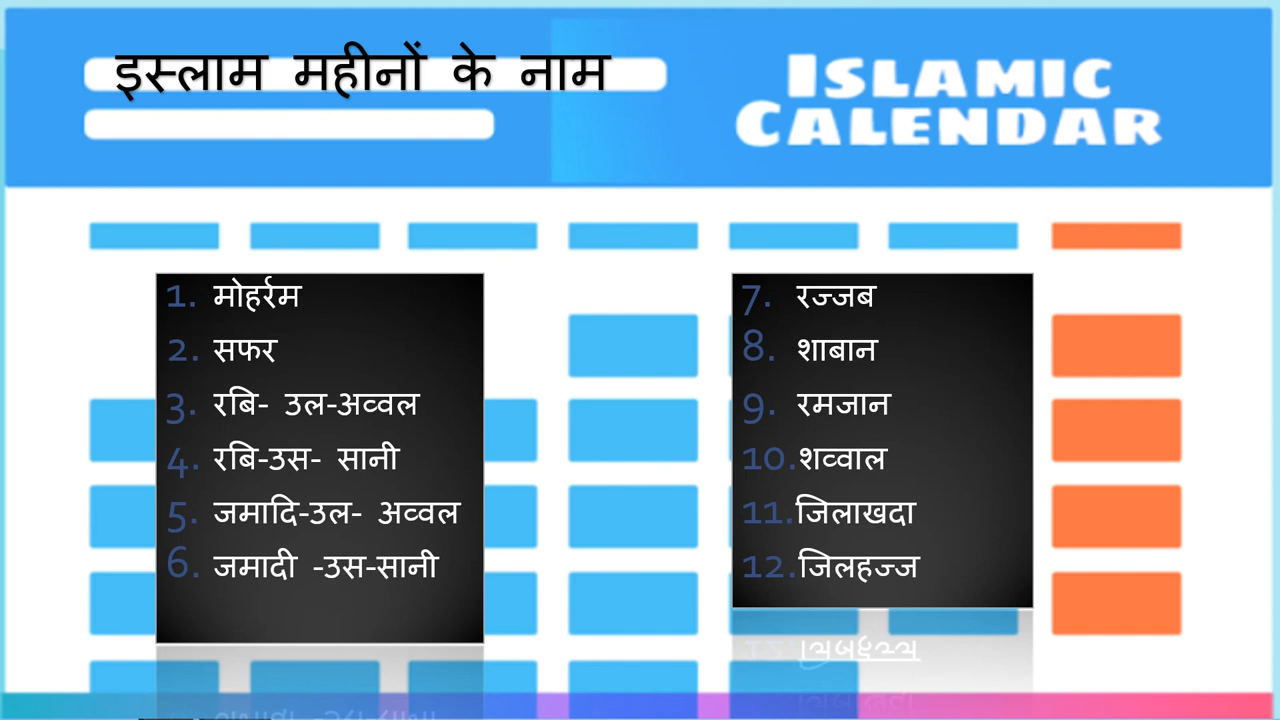 इस्लाम महीनों के नाम
ISLAMIC
CALENDAR
1. मोहर्रम
2. सफर
3. रबि- उल-अव्वल
4. रबि-उस- सानी
5. जमादि-उल- अव्वल
6. जमादी -उस-सानी
7. रज्जब
8. शाबान
9. रमजान
10. शव्वाल
11. जिलाखदा
12. जिलहज्ज